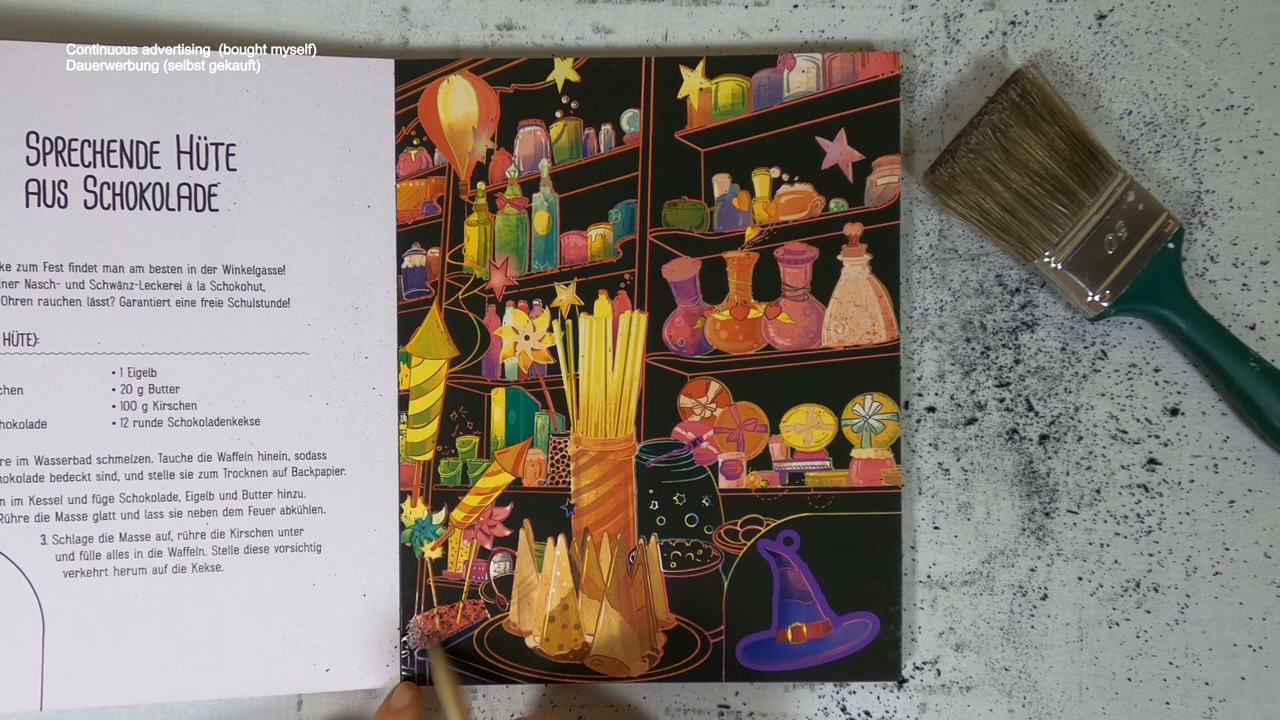 Continuous advertising (bought myself)
Dauerwerbung (selbst gekauft)
SPRECHENDE HÜTE
AUS SCHOKOLADE
ke zum Fest findet man am besten in der Winkelgasse!
iner Nasch- und Schwänz-Leckerei à la Schokohut,
Ohren rauchen lässt? Garantiert eine freie Schulstunde!
HÜTE):
• 1 Eigelb
chen
• 20 g Butter
• 100 g Kirschen
hokolade
• 12 runde Schokoladenkekse
re im Wasserbad schmelzen. Tauche die Waffeln hinein, sodass
hokolade bedeckt sind, und stelle sie zum Trocknen auf Backpapier.
n im Kessel und füge Schokolade, Eigelb und Butter hinzu.
Rühre die Masse glatt und lass sie neben dem Feuer abkühlen.
3. Schlage die Masse auf, rühre die Kirschen unter
und fülle alles in die Waffeln. Stelle diese vorsichtig
verkehrt herum auf die Kekse.
50